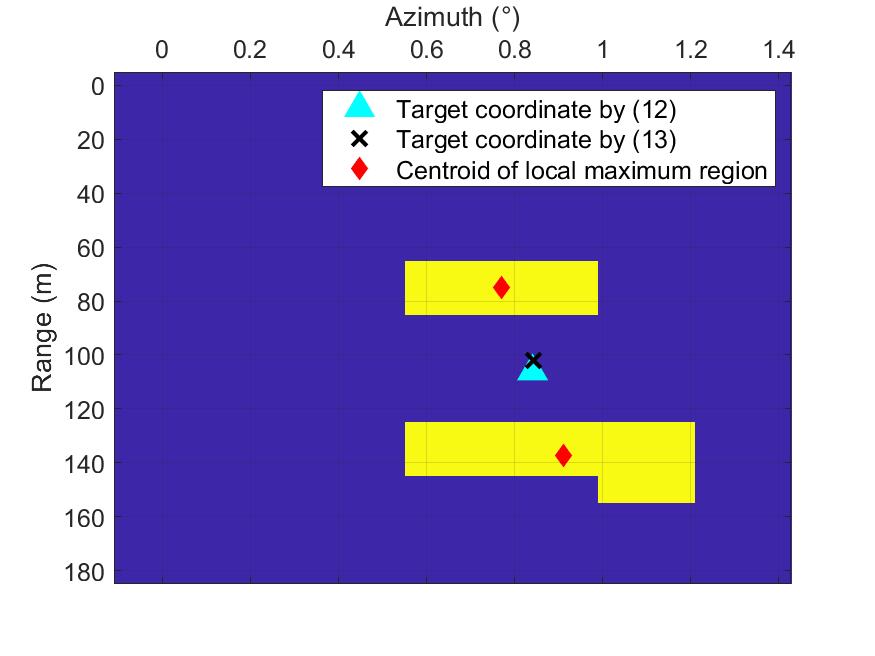 Azimuth (°)
0 0.2 0.4 0.6 0.8 1 1.2 1.4
Target coordinate by (12)
Target coordinate by (13)
Centroid of local maximum region
Range (m)
0
20
40
60
80
100
120
140
160
180